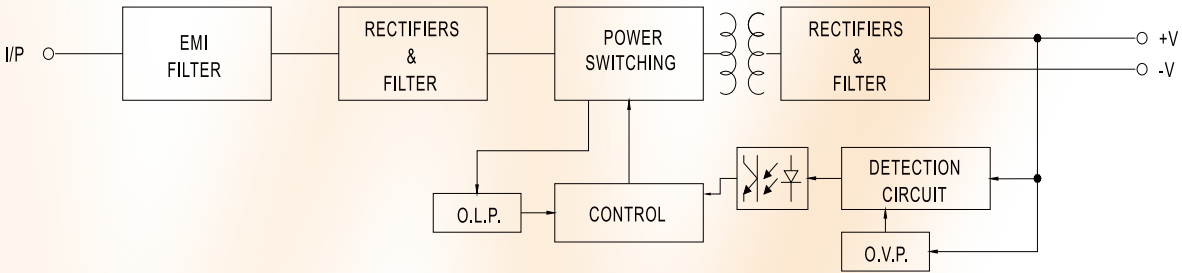 I/P
EMI
FILTER
RECTIFIERS
&
FILTER
POWER
SWITCHING
RECTIFIERS
&
FILTER
+V
-V
O.L.P.
CONTROL
DETECTION
CIRCUIT
O.V.P.